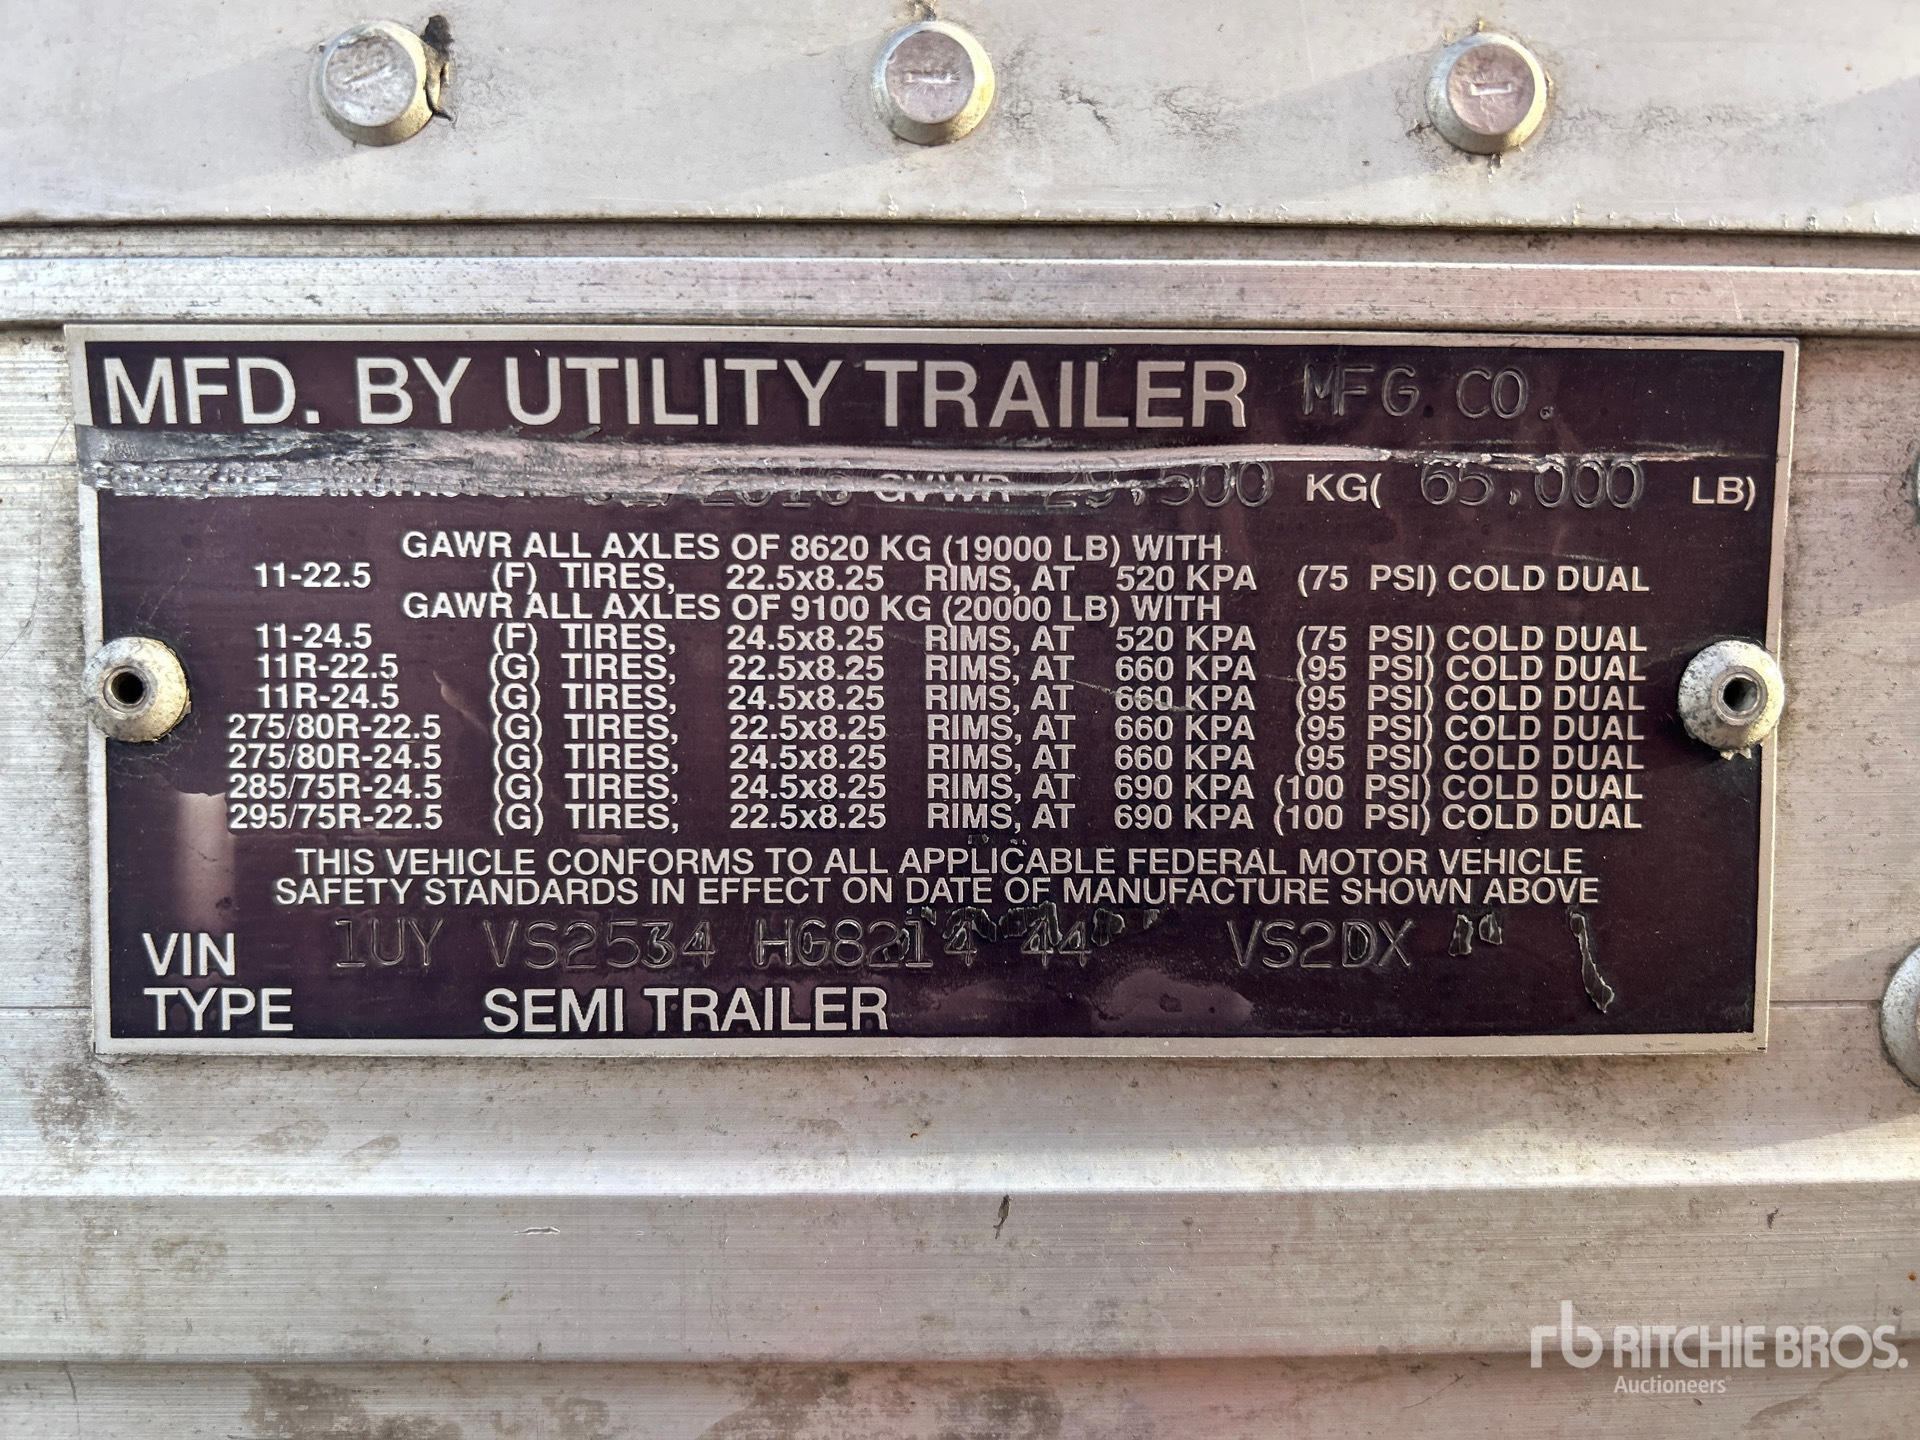 MFD. BY UTILITY TRAILER MFG. CO.
2016 GVWR 29,500 KG( 65,000 LB)
GAWR ALL AXLES OF 8620 KG (19000 LB) WITH
11-22.5 (F) TIRES, 22.5x8.25 RIMS, AT 520 KPA (75 PSI) COLD DUAL
GAWR ALL AXLES OF 9100 KG (20000 LB) WITH
11-24.5 (F) TIRES, 24.5x8.25 RIMS, AT 520 KPA (75 PSI) COLD DUAL
11R-22.5 (G) TIRES, 22.5x8.25 RIMS, AT 660 KPA (95 PSI) COLD DUAL
11R-24.5 (G) TIRES, 24.5x8.25 RIMS, AT 660 KPA (95 PSI) COLD DUAL
275/80R-22.5 (G) TIRES, 22.5x8.25 RIMS, AT 660 KPA (95 PSI) COLD DUAL
275/80R-24.5 (G) TIRES, 24.5x8.25 RIMS, AT 660 KPA (95 PSI) COLD DUAL
285/75R-24.5 (G) TIRES, 24.5x8.25 RIMS, AT 690 KPA (100 PSI) COLD DUAL
295/75R-22.5 (G) TIRES, 22.5x8.25 RIMS, AT 690 KPA (100 PSI) COLD DUAL
THIS VEHICLE CONFORMS TO ALL APPLICABLE FEDERAL MOTOR VEHICLE
SAFETY STANDARDS IN EFFECT ON DATE OF MANUFACTURE SHOWN ABOVE
VIN 1UY VS2534 HG8214 44 VS2DX
TYPE SEMI TRAILER
rb RITCHIE BROS.
Auctioneers